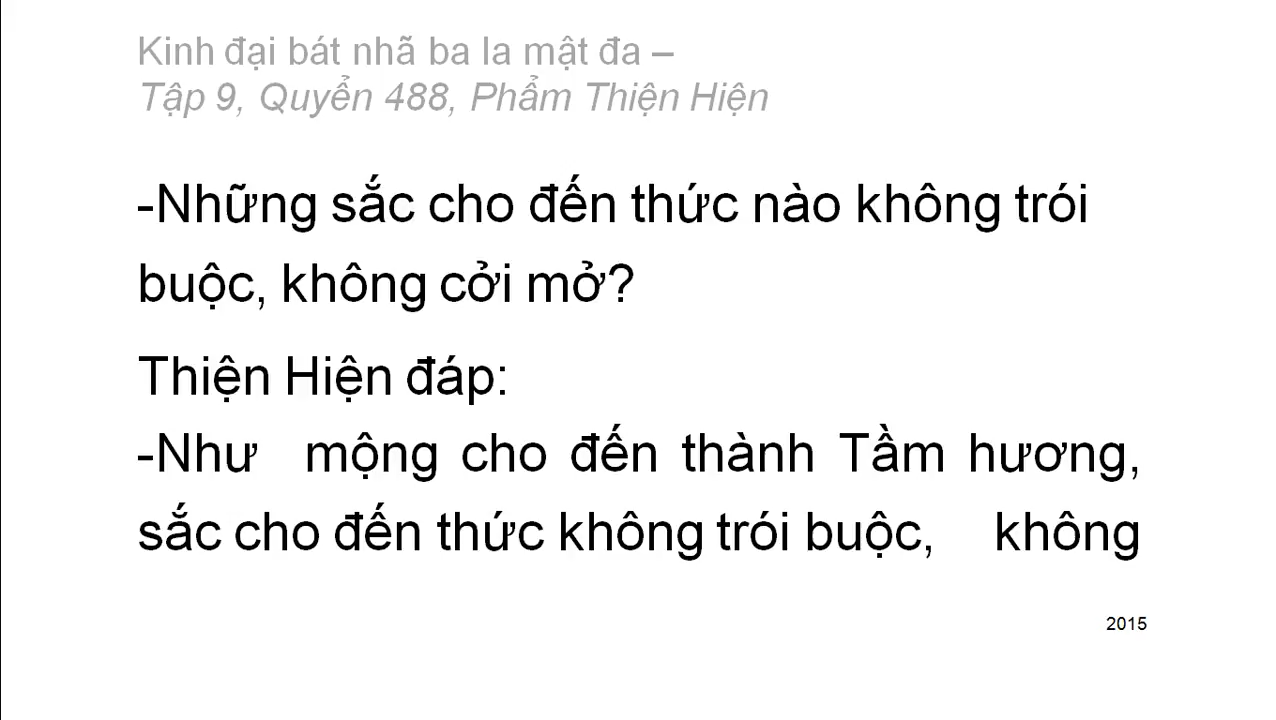 Kinh đại bát nhã ba la mật đa –
Tập 9, Quyển 488, Phẩm Thiện Hiện
-Những sắc cho đến thức nào không trói
buộc, không cởi mở?
Thiện Hiện đáp:
-Như mộng cho đến thành Tầm hương,
sắc cho đến thức không trói buộc, không
2015